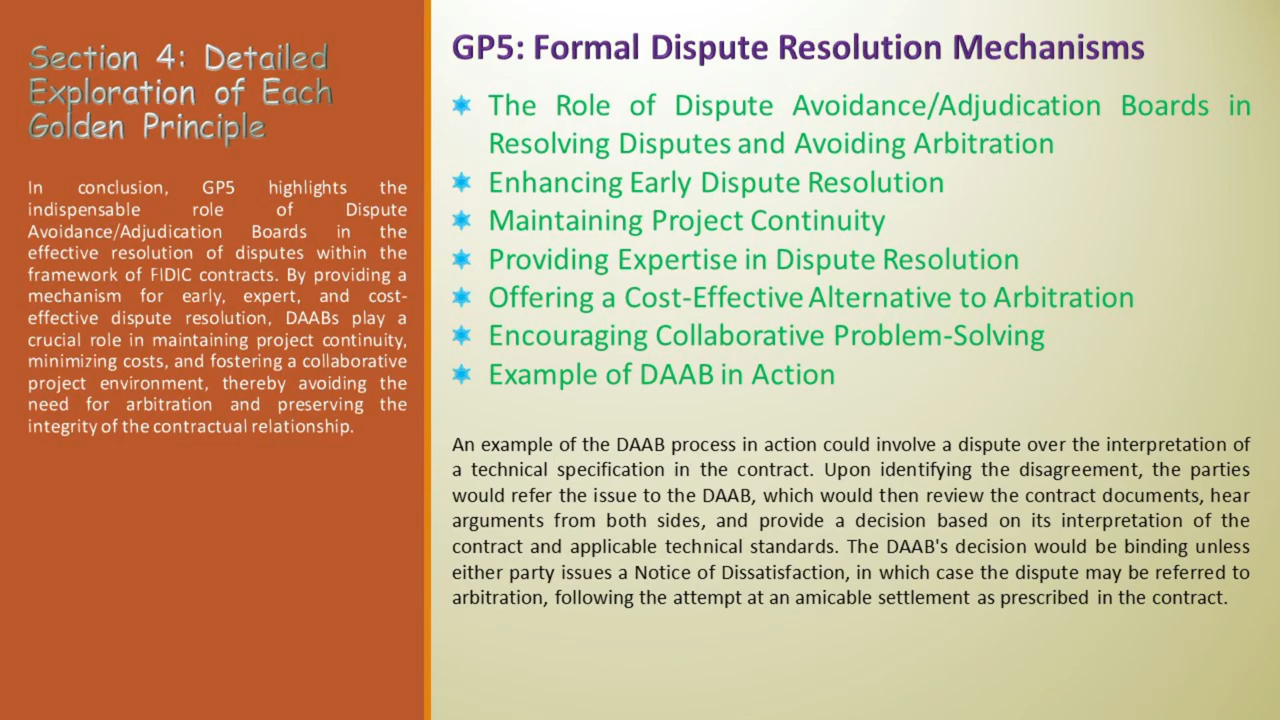 Section 4: Detailed
Exploration of Each
Golden Principle
In conclusion, GP5 highlights the
indispensable role of Dispute
Avoidance/Adjudication Boards in the
effective resolution of disputes within the
framework of FIDIC contracts. By providing a
mechanism for early, expert, and cost-
effective dispute resolution, DAABs play a
crucial role in maintaining project continuity,
minimizing costs, and fostering a collaborative
project environment, thereby avoiding the
need for arbitration and preserving the
integrity of the contractual relationship.
GP5: Formal Dispute Resolution Mechanisms
The Role of Dispute Avoidance/Adjudication Boards in
Resolving Disputes and Avoiding Arbitration
Enhancing Early Dispute Resolution
Maintaining Project Continuity
Providing Expertise in Dispute Resolution
Offering a Cost-Effective Alternative to Arbitration
Encouraging Collaborative Problem-Solving
Example of DAAB in Action
An example of the DAAB process in action could involve a dispute over the interpretation of
a technical specification in the contract. Upon identifying the disagreement, the parties
would refer the issue to the DAAB, which would then review the contract documents, hear
arguments from both sides, and provide a decision based on its interpretation of the
contract and applicable technical standards. The DAAB's decision would be binding unless
either party issues a Notice of Dissatisfaction, in which case the dispute may be referred to
arbitration, following the attempt at an amicable settlement as prescribed in the contract.